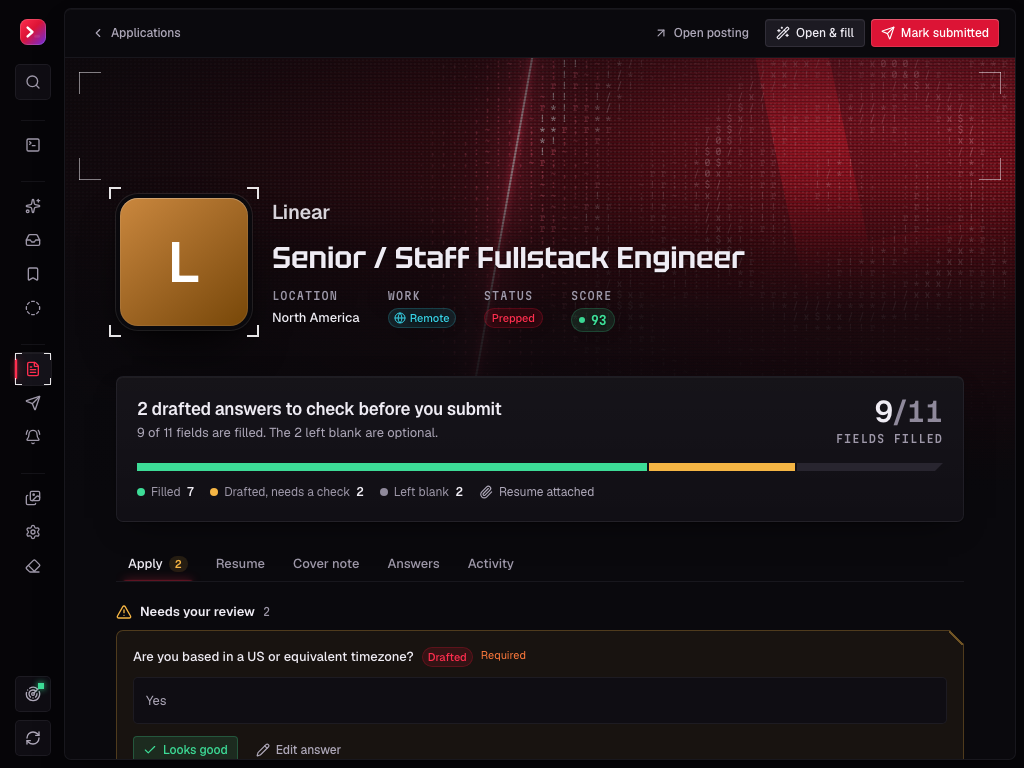 Applications
Open posting
Open & fill
Mark submitted
L
Linear
Senior / Staff Fullstack Engineer
LOCATION WORK STATUS SCORE
North America Remote Prepped 93
2 drafted answers to check before you submit
9 of 11 fields are filled. The 2 left blank are optional.
9/11
FIELDS FILLED
Filled 7 Drafted, needs a check 2 Left blank 2 Resume attached
Apply 2 Resume Cover note Answers Activity
Needs your review 2
Are you based in a US or equivalent timezone? Drafted Required
Yes
Looks good Edit answer